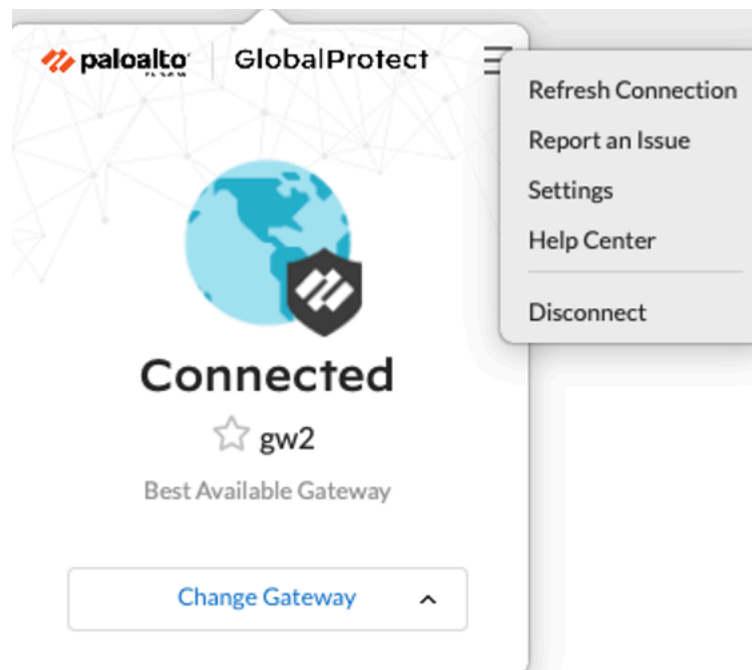 paloalto GlobalProtect
Refresh Connection
Report an Issue
Settings
Help Center
Disconnect
Connected
gw2
Best Available Gateway
Change Gateway